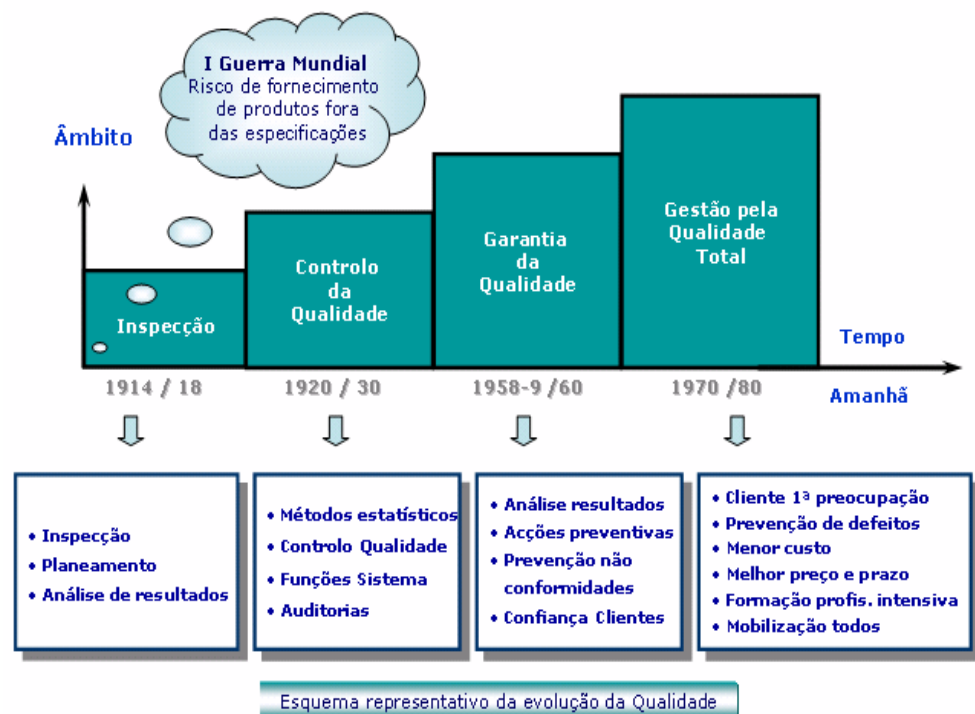 I Guerra Mundial
Risco de fornecimento
de produtos fora
das especificações
Âmbito
Inspecção
Controlo
da
Qualidade
Garantia
da
Qualidade
Gestão pela
Qualidade
Total
Tempo
Amanhã
1914 / 18
1920 / 30
1958-9 /60
1970 /80
• Inspecção
• Planeamento
• Análise de resultados
• Métodos estatísticos
• Controlo Qualidade
• Funções Sistema
• Auditorias
• Análise resultados
• Acções preventivas
• Prevenção não
conformidades
• Confiança Clientes
• Cliente 1ª preocupação
• Prevenção de defeitos
• Menor custo
• Melhor preço e prazo
• Formação profis. intensiva
• Mobilização todos
Esquema representativo da evolução da Qualidade